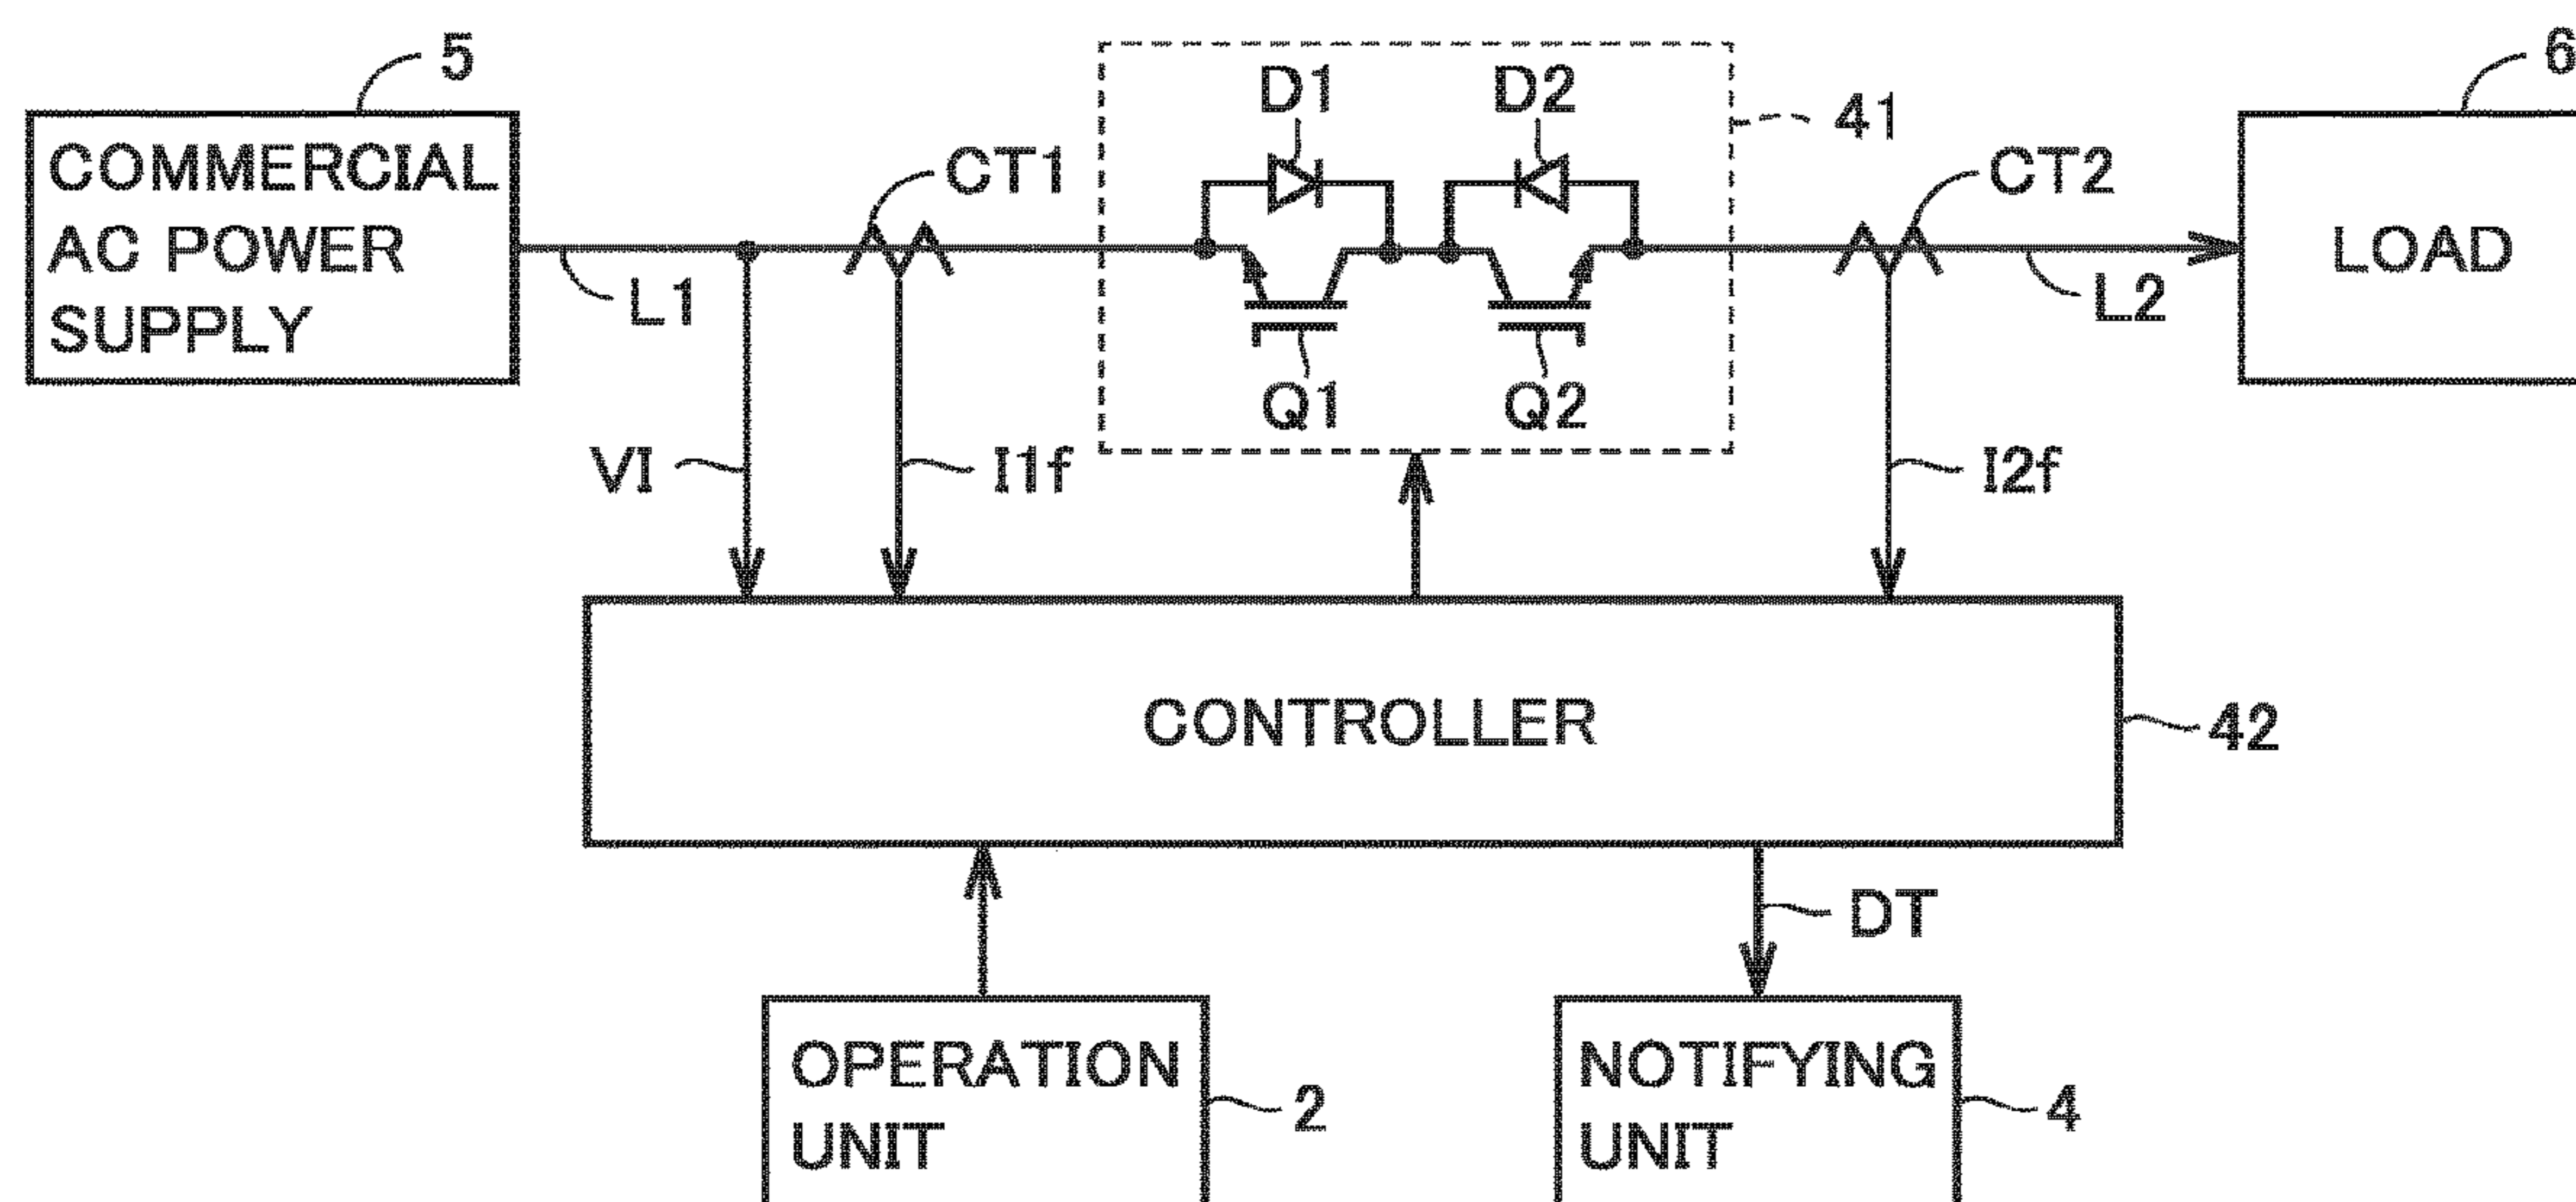 5
6
D1
D2
41
COMMERCIAL
AC POWER
SUPPLY
CT1
CT2
LOAD
L1
L2
Q1
Q2
VI
I1f
I2f
CONTROLLER
42
DT
OPERATION
UNIT
2
NOTIFYING
UNIT
4